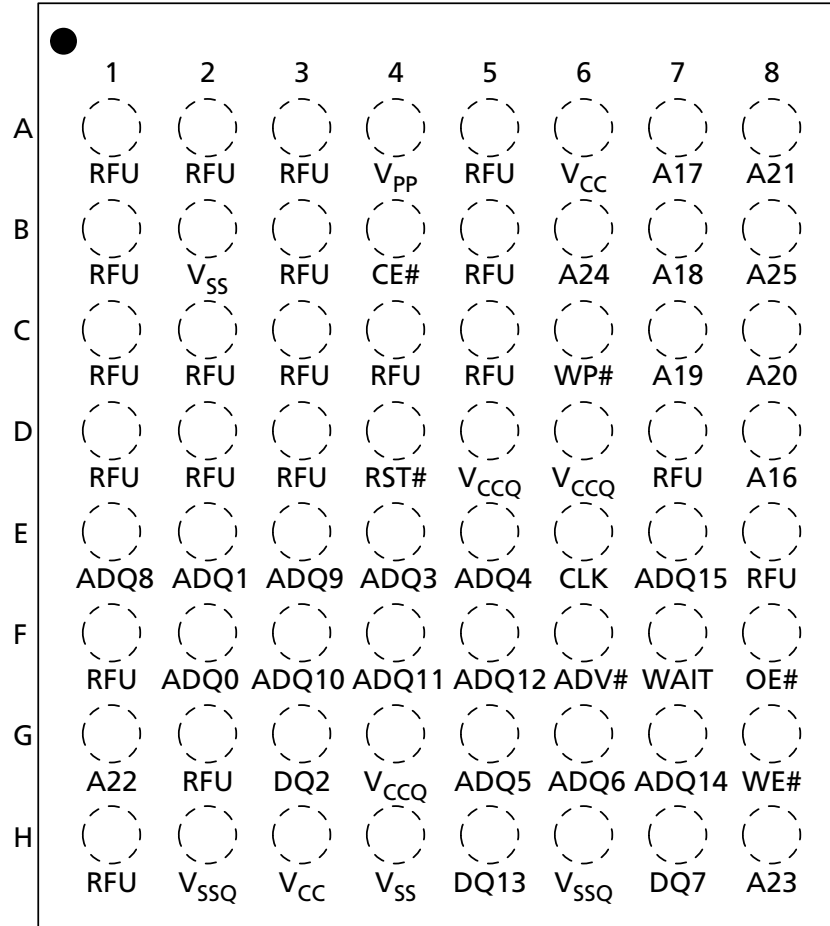 1 2 3 4 5 6 7 8
A
RFU RFU RFU VPP RFU VCC A17 A21
B
RFU VSS RFU CE# RFU A24 A18 A25
C
RFU RFU RFU RFU RFU WP# A19 A20
D
RFU RFU RFU RST# VCCQ VCCQ RFU A16
E
ADQ8 ADQ1 ADQ9 ADQ3 ADQ4 CLK ADQ15 RFU
F
RFU ADQ0 ADQ10 ADQ11 ADQ12 ADV# WAIT OE#
G
A22 RFU DQ2 VCCQ ADQ5 ADQ6 ADQ14 WE#
H
RFU VSSQ VCC VSS DQ13 VSSQ DQ7 A23